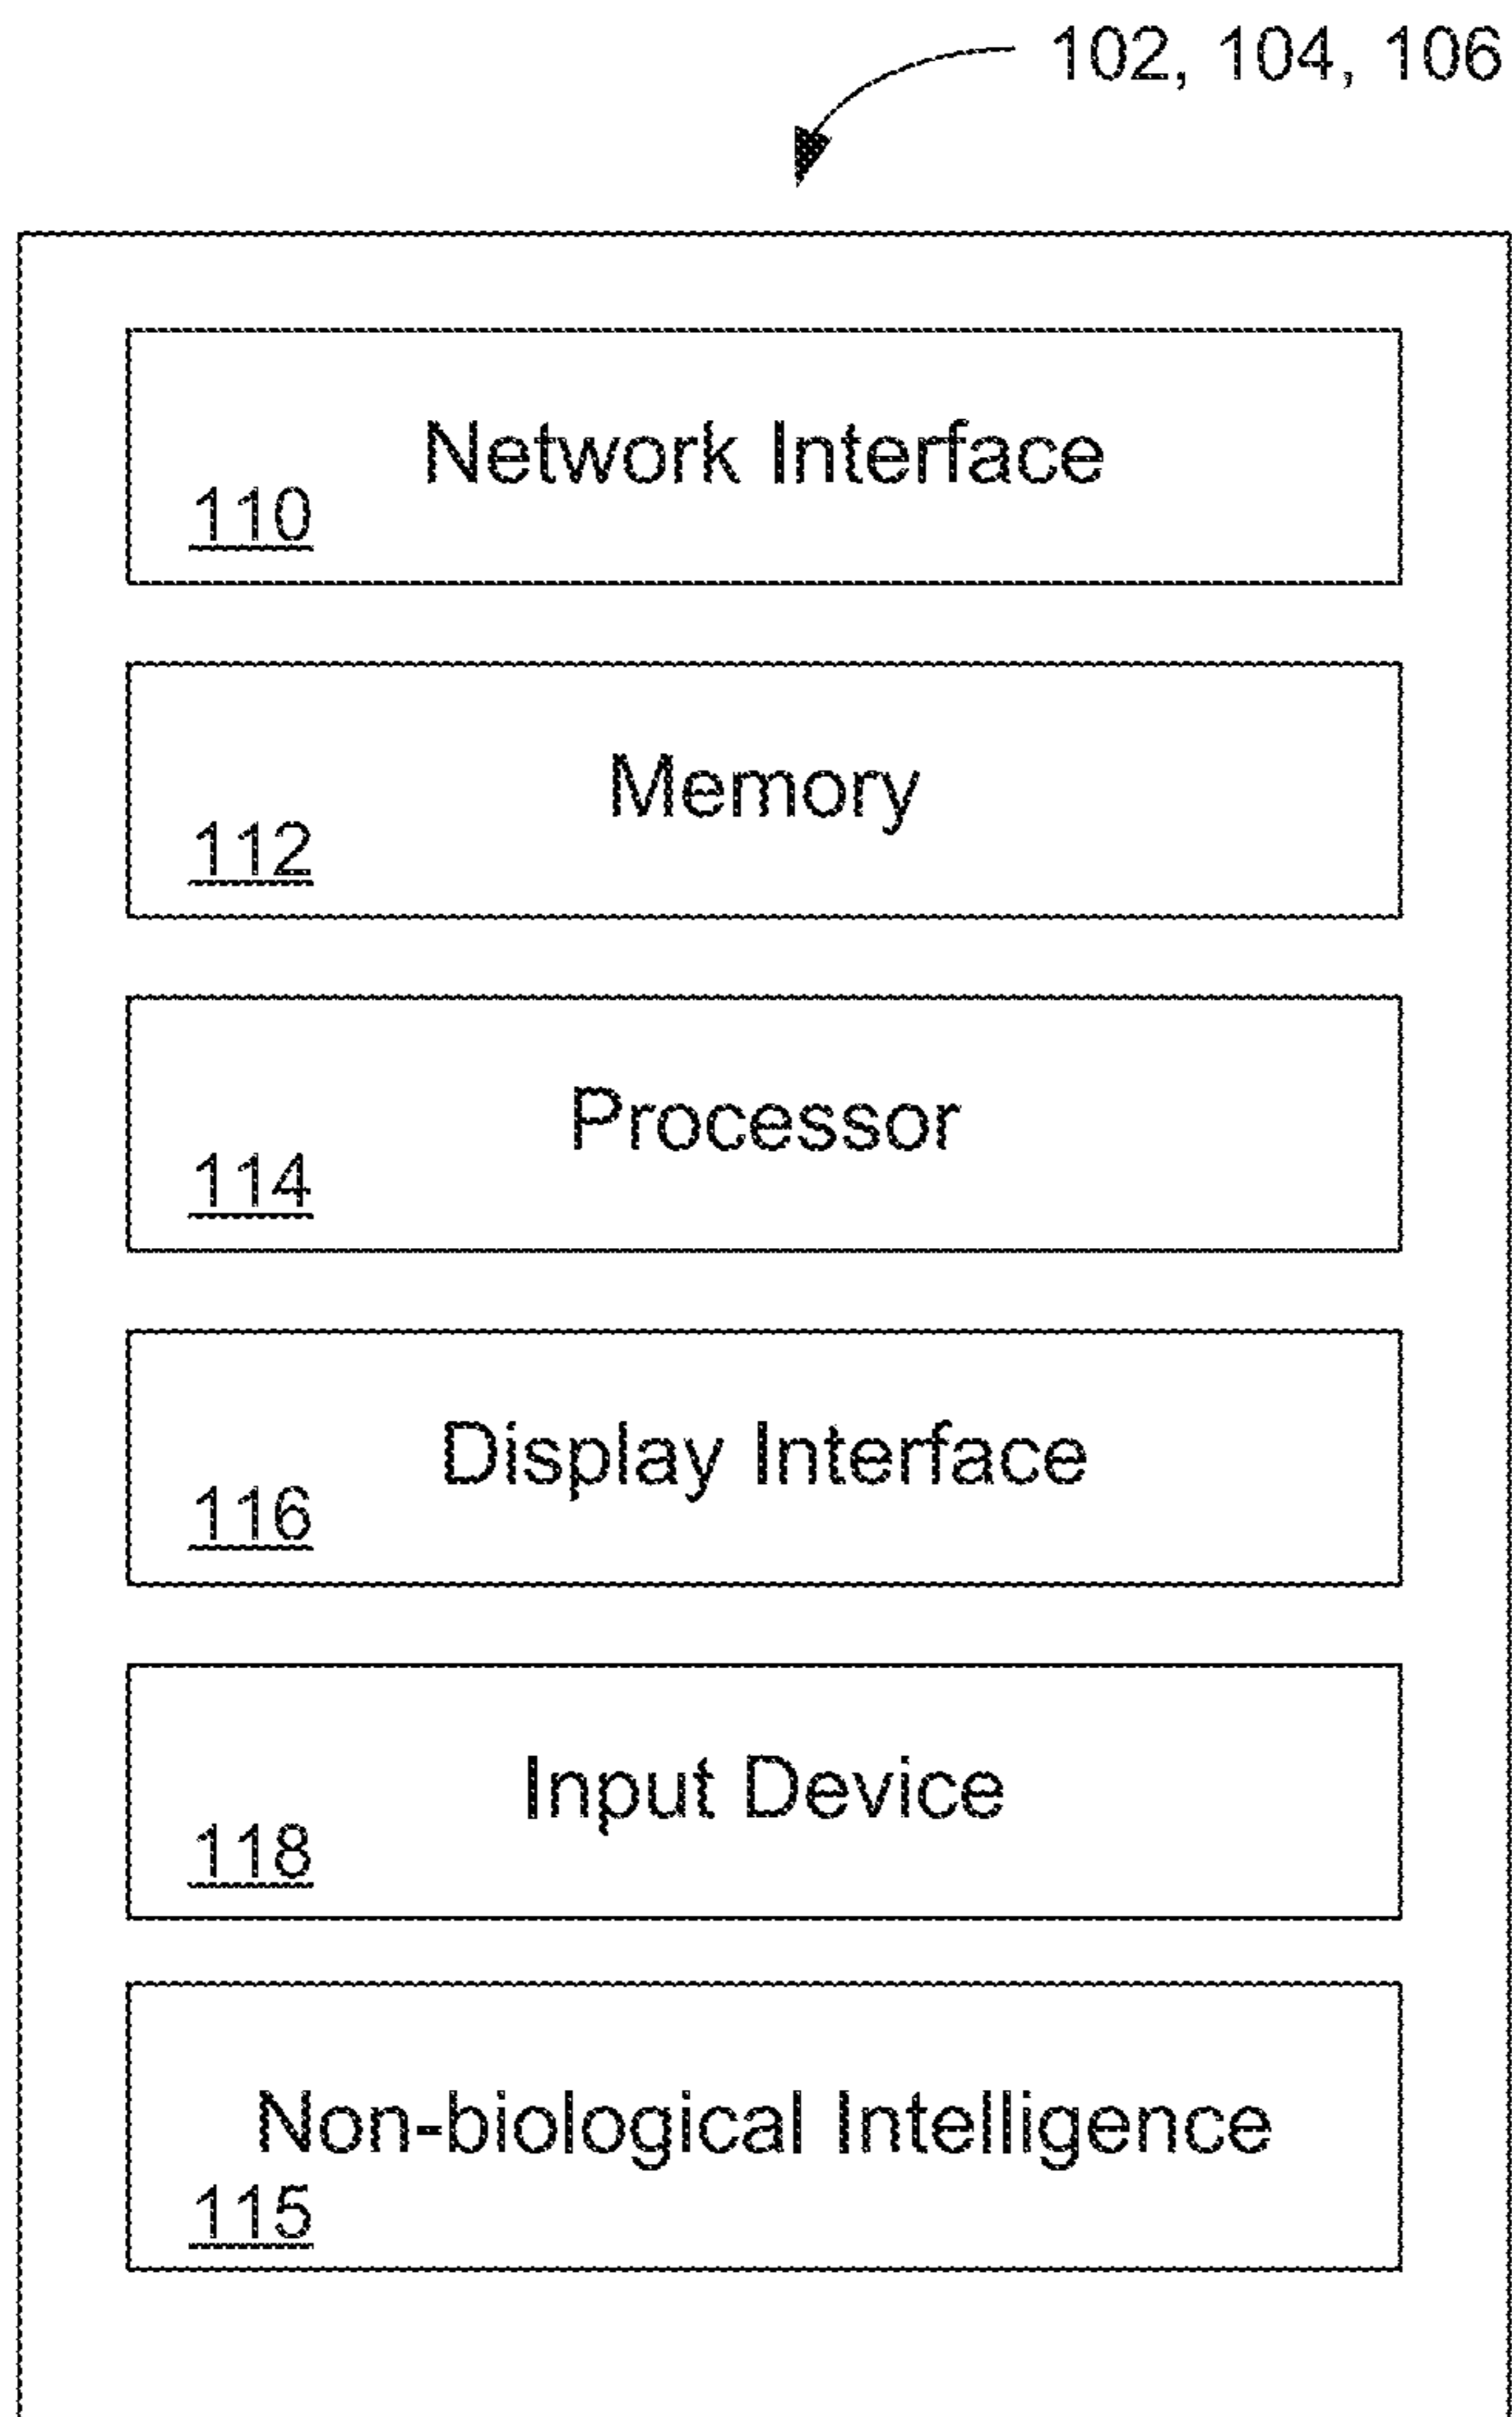 102, 104, 106
Network Interface
110
Memory
112
Processor
114
Display Interface
116
Input Device
118
Non-biological Intelligence
115